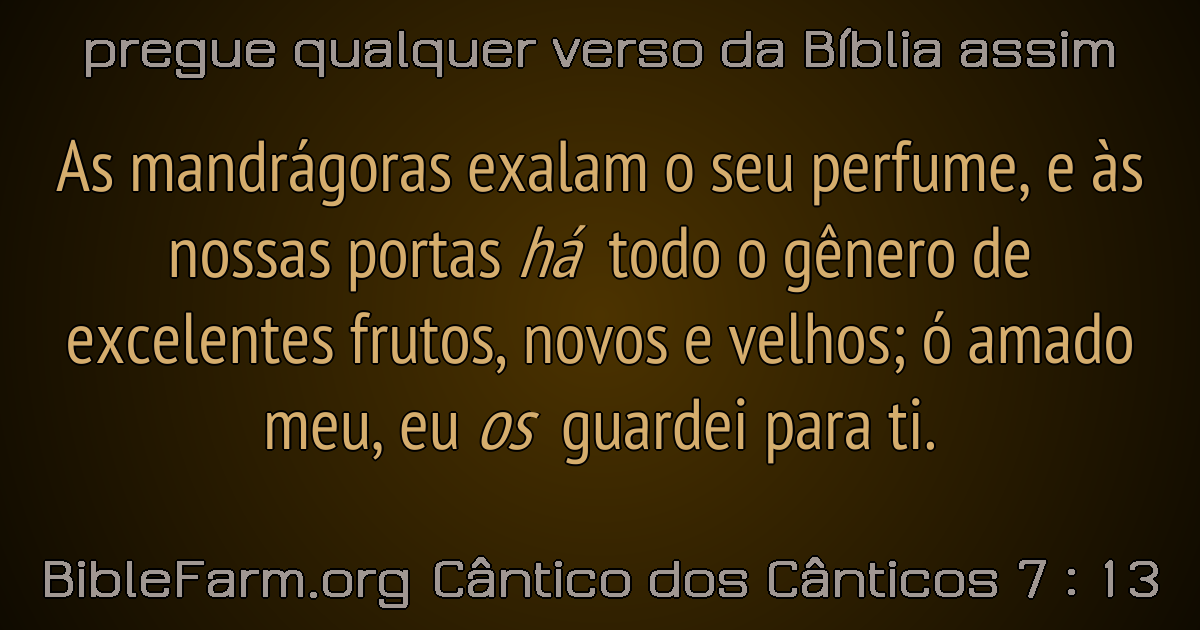 pregue qualquer verso da Bíblia assim
As mandrágoras exalam o seu perfume, e às
nossas portas há todo o gênero de
excelentes frutos, novos e velhos; ó amado
meu, eu os guardei para ti.
BibleFarm.org Cântico dos Cânticos 7 : 13